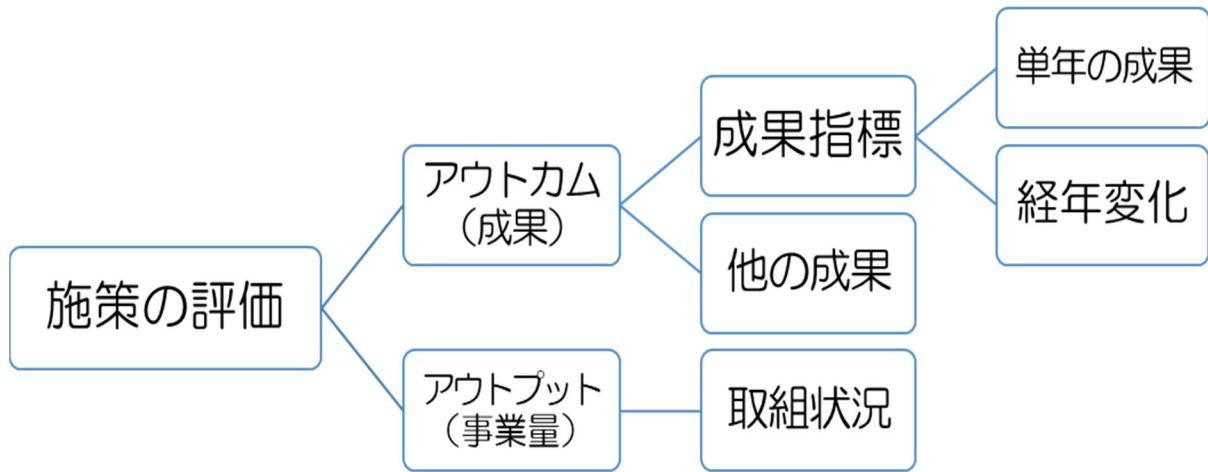 施策の評価
アウトカム
（成果）
成果指標
単年の成果
経年変化
他の成果
アウトプット
（事業量）
取組状況